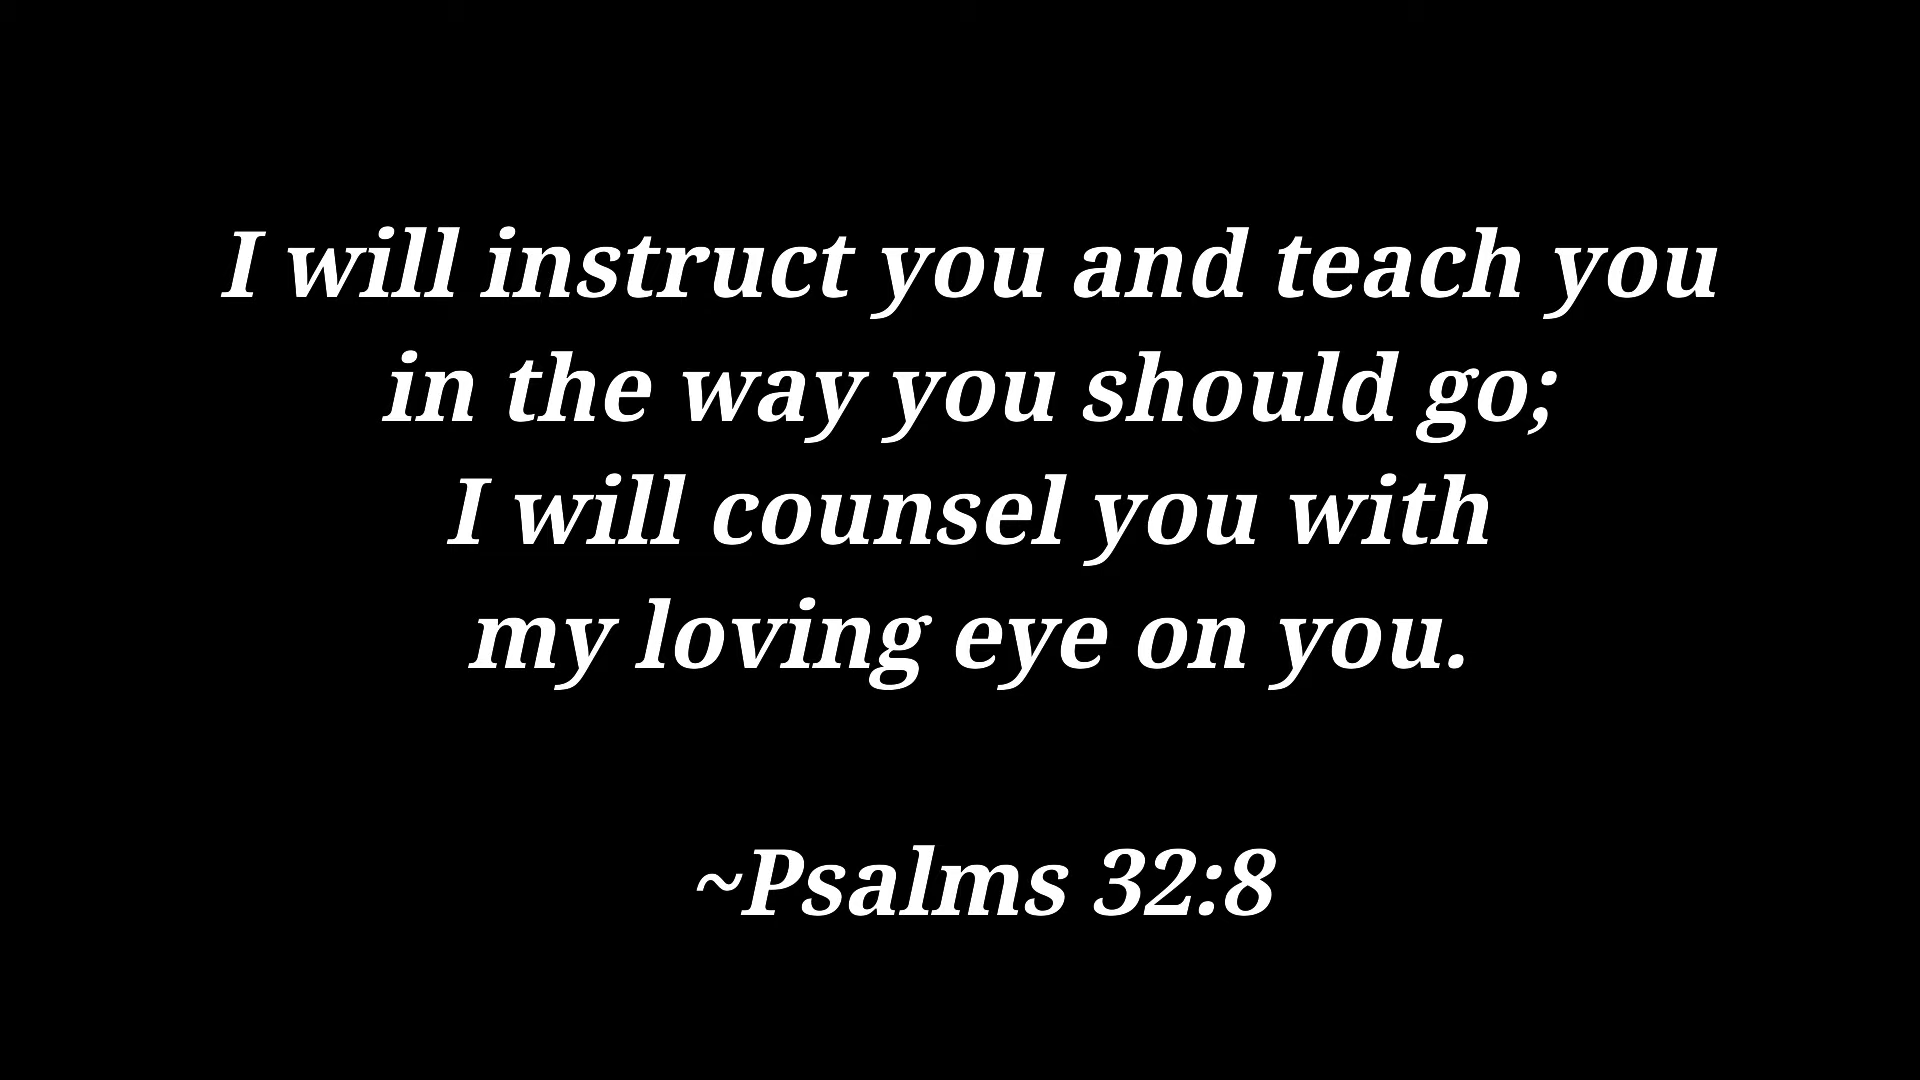 I will instruct you and teach you
in the way you should go;
I will counsel you with
my loving eye on you.
~Psalms 32:8